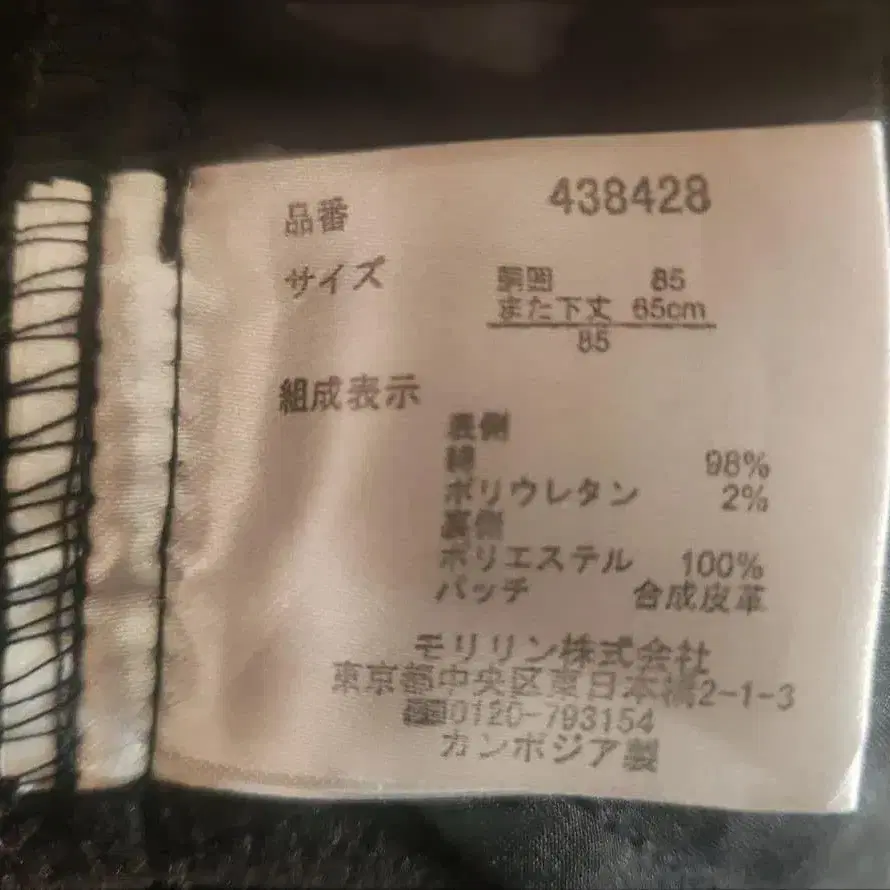 品番 438428
サイズ 胴囲 85
また下丈 65cm
85
組成表示
表側
綿 98%
ポリウレタン 2%
裏側
ポリエステル 100%
パッチ 合成皮革
モリリン株式会社
東京都中央区東日本橋2-1-3
0120-793154
カンボジア製